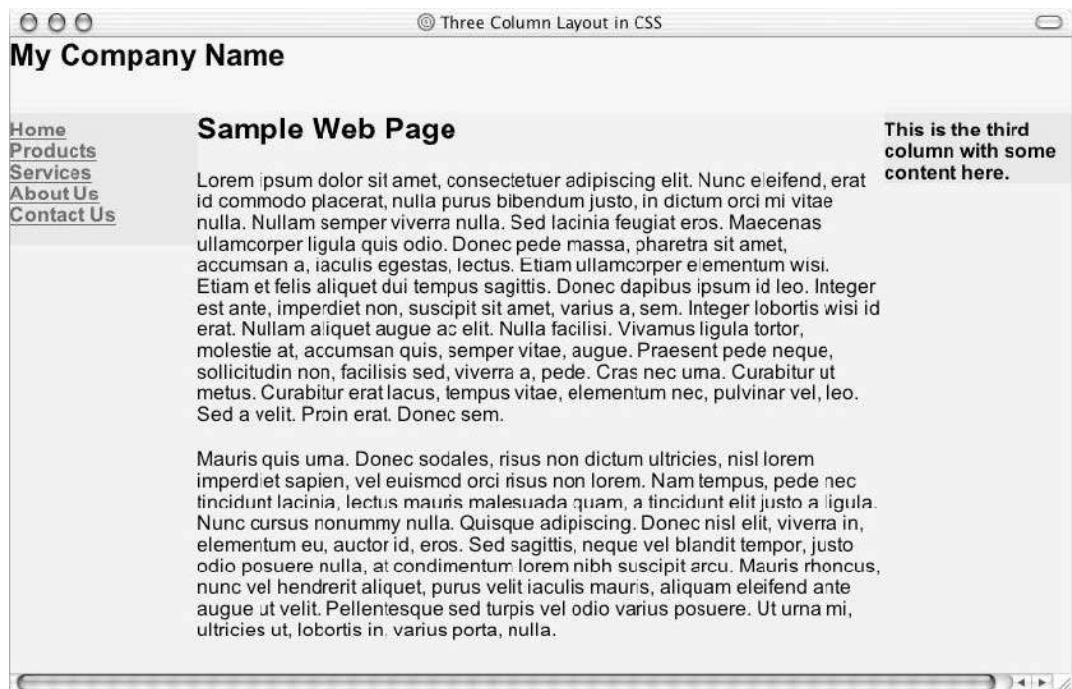 Three Column Layout in CSS
My Company Name
Home
Products
Services
About Us
Contact Us
Sample Web Page
Lorem ipsum dolor sit amet, consectetuer adipiscing elit. Nunc eleifend, erat
id commodo placerat, nulla purus bibendum justo, in dictum orci mi vitae
nulla. Nullam semper viverra nulla. Sed lacinia feugiat eros. Maecenas
ullamcorper ligula quis odio. Donec pede massa, pharetra sit amet,
accumsan a, iaculis egestas, lectus. Etiam ullamcorper elementum wisi.
Etiam et felis aliquet dui tempus sagittis. Donec dapibus ipsum id leo. Integer
est ante, imperdiet non, suscipit sit amet, varius a, sem. Integer lobortis wisi id
erat. Nullam aliquet augue ac elit. Nulla facilisi. Vivamus ligula tortor,
molestie at, accumsan quis, semper vitae, augue. Praesent pede neque,
sollicitudin non, facilisis sed, viverra a, pede. Cras nec urna. Curabitur ut
metus. Curabitur erat lacus, tempus vitae, elementum nec, pulvinar vel, leo.
Sed a velit. Proin erat. Donec sem.
Mauris quis urna. Donec sodales, risus non dictum ultricies, nisl lorem
imperdiet sapien, vel euismod orci risus non lorem. Nam tempus, pede nec
tincidunt lacinia, lectus mauris malesuada quam, a tincidunt elit justo a ligula.
Nunc cursus nonummy nulla. Quisque adipiscing. Donec nisl elit, viverra in,
elementum eu, auctor id, eros. Sed sagittis, neque vel blandit tempor, justo
odio posuere nulla, at condimentum lorem nibh suscipit arcu. Mauris rhoncus,
nunc vel hendrerit aliquet, purus velit iaculis mauris, aliquam eleifend ante
augue ut velit. Pellentesque sed turpis vel odio varius posuere. Ut urna mi,
ultricies ut, lobortis in, varius porta, nulla.
This is the third
column with some
content here.